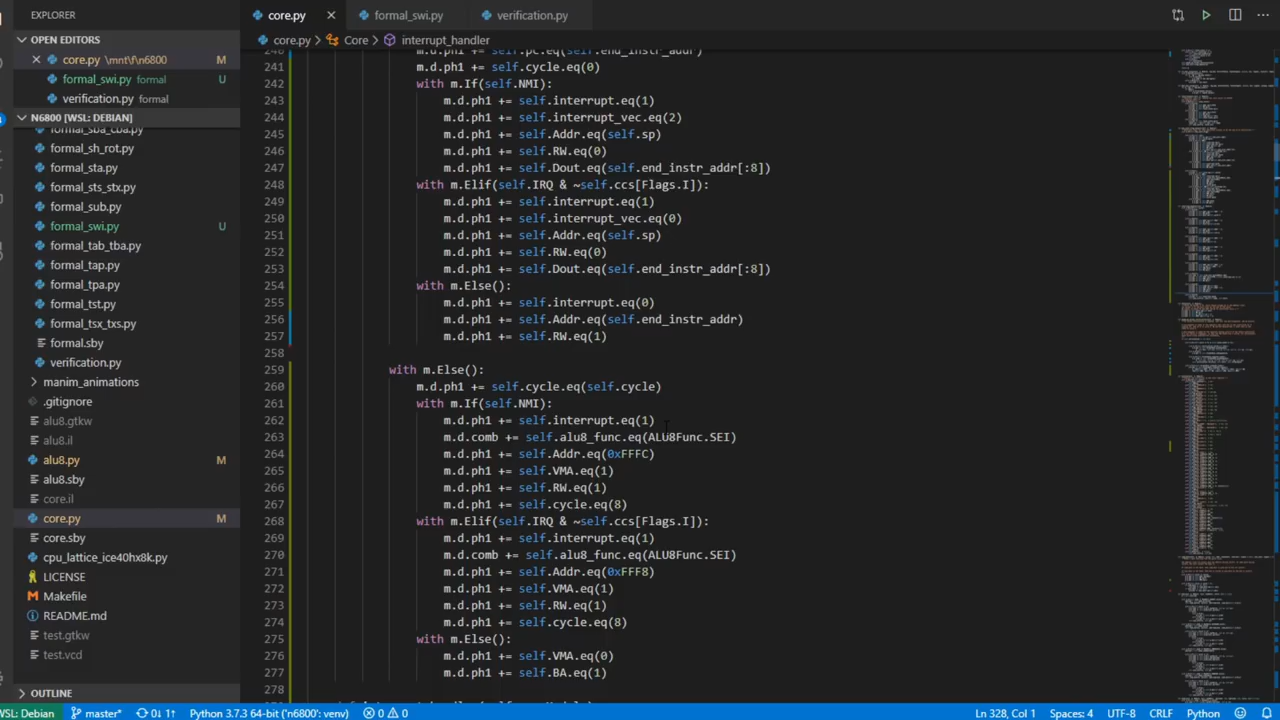 EXPLORER
OPEN EDITORS
core.py \mnt\f\n6800 M
formal_swi.py formal U
verification.py formal
N6800 [WSL: DEBIAN]
formal_sba_cba.py
formal_sh_rot.py
formal_sta.py
formal_sts_stx.py
formal_sub.py
formal_swi.py U
formal_tab_tba.py
formal_tap.py
formal_tpa.py
formal_tst.py
formal_tsx_txs.py
formal.sby
verification.py
manim_animations
.gitignore
alu8.gtkw
alu8.il
alu8.py M
alu8.sby
core.il
core.py M
core.sby
cpu_lattice_ice40hx8k.py
LICENSE
Makefile
README.md
test.gtkw
test.vcd
OUTLINE
core.py formal_swi.py verification.py
core.py > Core > interrupt_handler
240 m.d.ph1 += self.pc.eq(self.end_instr_addr)
241 m.d.ph1 += self.cycle.eq(0)
242 with m.If(self.NMI):
243 m.d.ph1 += self.interrupt.eq(1)
244 m.d.ph1 += self.interrupt_vec.eq(2)
245 m.d.ph1 += self.Addr.eq(self.sp)
246 m.d.ph1 += self.RW.eq(0)
247 m.d.ph1 += self.Dout.eq(self.end_instr_addr[:8])
248 with m.Elif(self.IRQ & ~self.ccs[Flags.I]):
249 m.d.ph1 += self.interrupt.eq(1)
250 m.d.ph1 += self.interrupt_vec.eq(0)
251 m.d.ph1 += self.Addr.eq(self.sp)
252 m.d.ph1 += self.RW.eq(0)
253 m.d.ph1 += self.Dout.eq(self.end_instr_addr[:8])
254 with m.Else():
255 m.d.ph1 += self.interrupt.eq(0)
256 m.d.ph1 += self.Addr.eq(self.end_instr_addr)
257 m.d.ph1 += self.RW.eq(1)
258
259 with m.Else():
260 m.d.ph1 += self.cycle.eq(self.cycle)
261 with m.If(self.NMI):
262 m.d.ph1 += self.interrupt.eq(1)
263 m.d.comb += self.alu8_func.eq(ALU8Func.SEI)
264 m.d.ph1 += self.Addr.eq(0xFFFC)
265 m.d.ph1 += self.VMA.eq(1)
266 m.d.ph1 += self.RW.eq(1)
267 m.d.ph1 += self.cycle.eq(8)
268 with m.Elif(self.IRQ & ~self.ccs[Flags.I]):
269 m.d.ph1 += self.interrupt.eq(1)
270 m.d.comb += self.alu8_func.eq(ALU8Func.SEI)
271 m.d.ph1 += self.Addr.eq(0xFFF8)
272 m.d.ph1 += self.VMA.eq(1)
273 m.d.ph1 += self.RW.eq(1)
274 m.d.ph1 += self.cycle.eq(8)
275 with m.Else():
276 m.d.ph1 += self.VMA.eq(0)
277 m.d.ph1 += self.BA.eq(1)
278
WSL: Debian master* 0↓ 1↑ Python 3.7.3 64-bit ('n6800': venv) 0 0 Ln 328, Col 1 Spaces: 4 UTF-8 CRLF Python